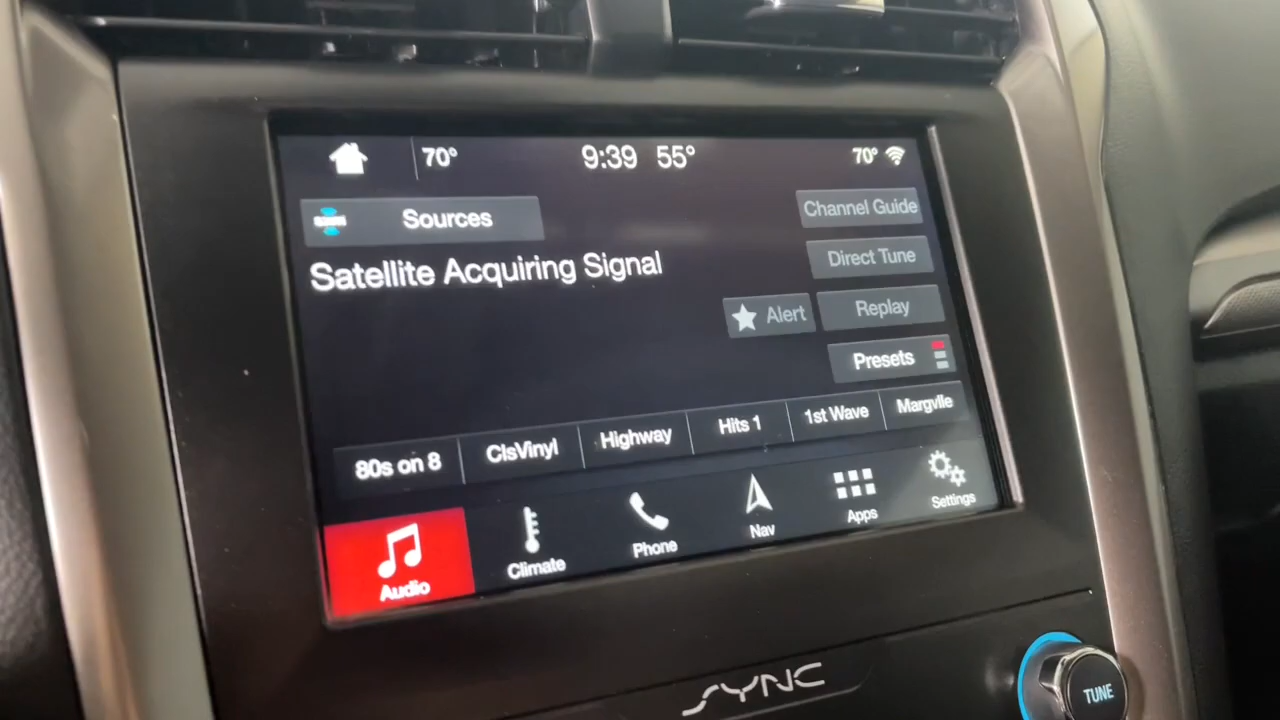 70° 9:39 55° 70°
Sources
Channel Guide
Satellite Acquiring Signal
Direct Tune
Alert
Replay
Presets
80s on 8 ClsVinyl Highway Hits 1 1st Wave Margvlle
Audio Climate Phone Nav Apps Settings
SYNC
TUNE